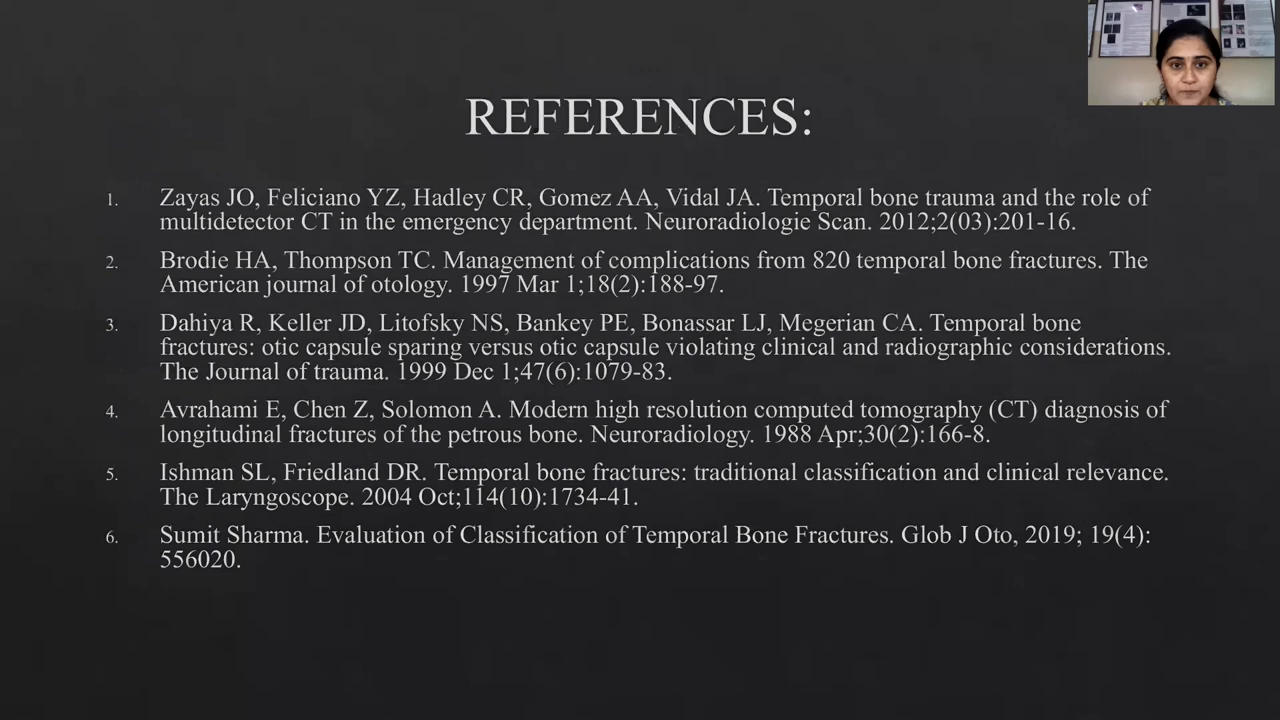 REFERENCES:
1. Zayas JO, Feliciano YZ, Hadley CR, Gomez AA, Vidal JA. Temporal bone trauma and the role of
multidetector CT in the emergency department. Neuroradiologie Scan. 2012;2(03):201-16.
2. Brodie HA, Thompson TC. Management of complications from 820 temporal bone fractures. The
American journal of otology. 1997 Mar 1;18(2):188-97.
3. Dahiya R, Keller JD, Litofsky NS, Bankey PE, Bonassar LJ, Megerian CA. Temporal bone
fractures: otic capsule sparing versus otic capsule violating clinical and radiographic considerations.
The Journal of trauma. 1999 Dec 1;47(6):1079-83.
4. Avrahami E, Chen Z, Solomon A. Modern high resolution computed tomography (CT) diagnosis of
longitudinal fractures of the petrous bone. Neuroradiology. 1988 Apr;30(2):166-8.
5. Ishman SL, Friedland DR. Temporal bone fractures: traditional classification and clinical relevance.
The Laryngoscope. 2004 Oct;114(10):1734-41.
6. Sumit Sharma. Evaluation of Classification of Temporal Bone Fractures. Glob J Oto, 2019; 19(4):
556020.